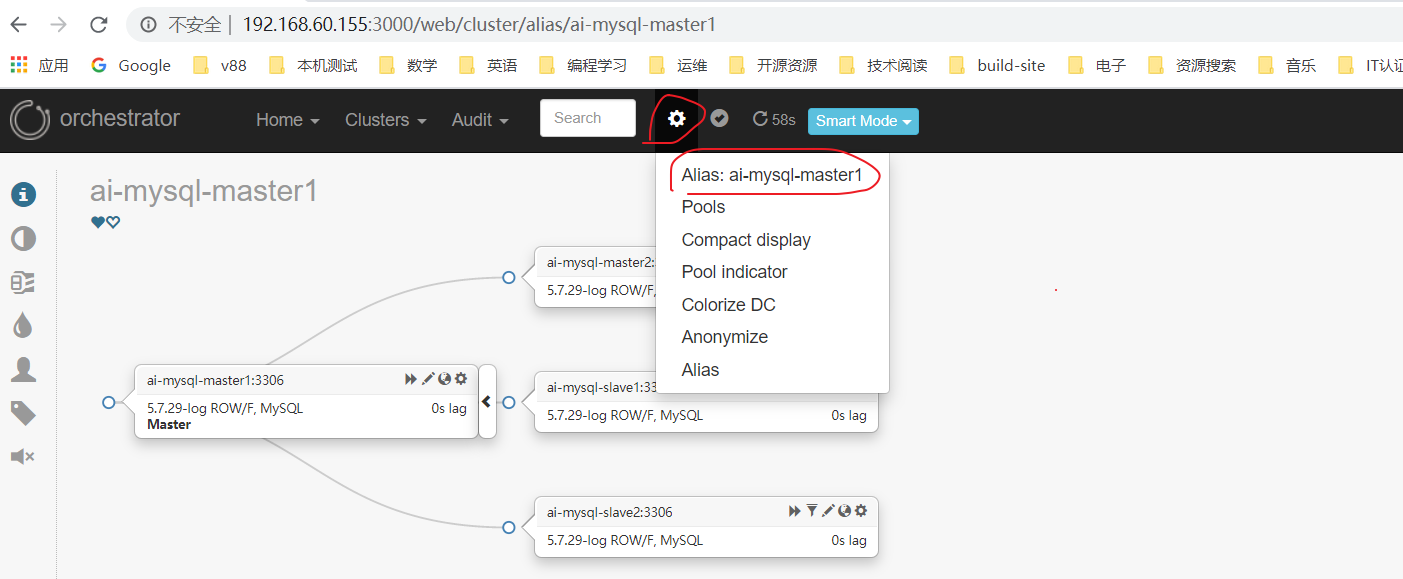 不安全 | 192.168.60.155:3000/web/cluster/alias/ai-mysql-master1
应用 Google v88 本机测试 数学 英语 编程学习 运维 开源资源 技术阅读 build-site 电子 资源搜索 音乐 IT认证
orchestrator Home Clusters Audit Search 58s Smart Mode
ai-mysql-master1
Alias: ai-mysql-master1
Pools
Compact display
Pool indicator
Colorize DC
Anonymize
Alias
ai-mysql-master2:
5.7.29-log ROW/F,
ai-mysql-master1:3306
5.7.29-log ROW/F, MySQL 0s lag
Master
ai-mysql-slave1:33
5.7.29-log ROW/F, MySQL 0s lag
ai-mysql-slave2:3306
5.7.29-log ROW/F, MySQL 0s lag